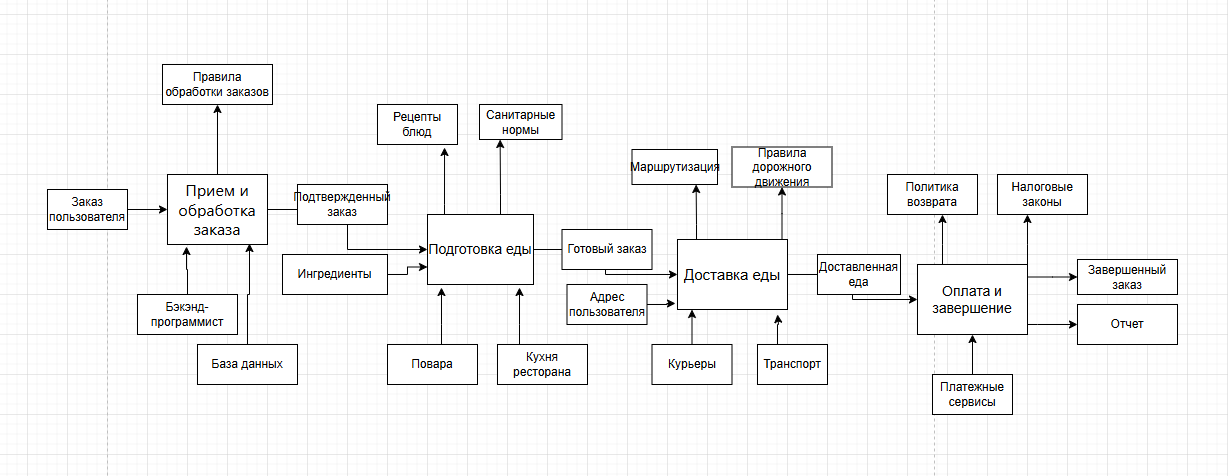 Правила
обработки заказов
Рецепты
блюд
Санитарные
нормы
Маршрутизация
Правила
дорожного
движения
Заказ
пользователя
Прием и
обработка
заказа
Подтвержденный
заказ
Политика
возврата
Налоговые
законы
Подготовка еды
Готовый заказ
Ингредиенты
Доставка еды
Доставленная
еда
Завершенный
заказ
Адрес
пользователя
Оплата и
завершение
Бэкэнд-
программист
Отчет
База данных
Повара
Кухня
ресторана
Курьеры
Транспорт
Платежные
сервисы